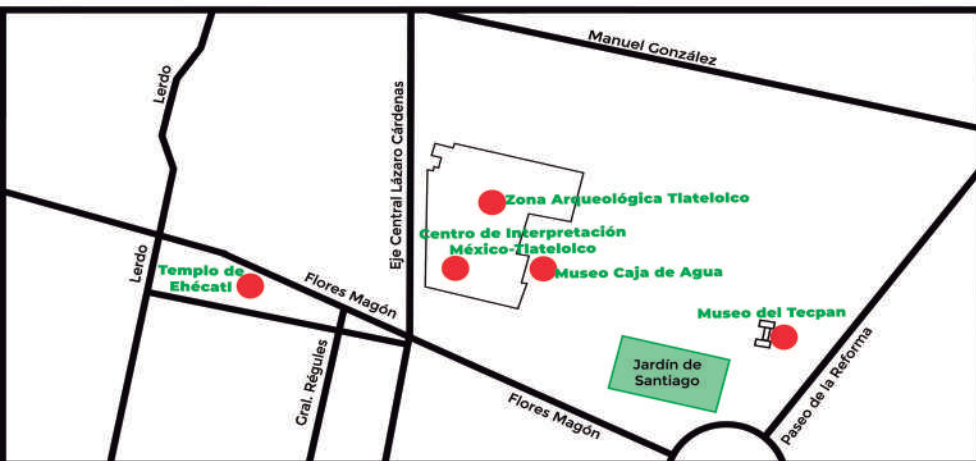 Manuel González
Lerdo
Eje Central Lázaro Cárdenas
Zona Arqueológica Tlatelolco
Centro de Interpretación
México-Tlatelolco
Museo Caja de Agua
Lerdo
Templo de
Ehécatl
Flores Magón
Museo del Tecpan
Gral. Régules
Jardín de
Santiago
Paseo de la Reforma
Flores Magón